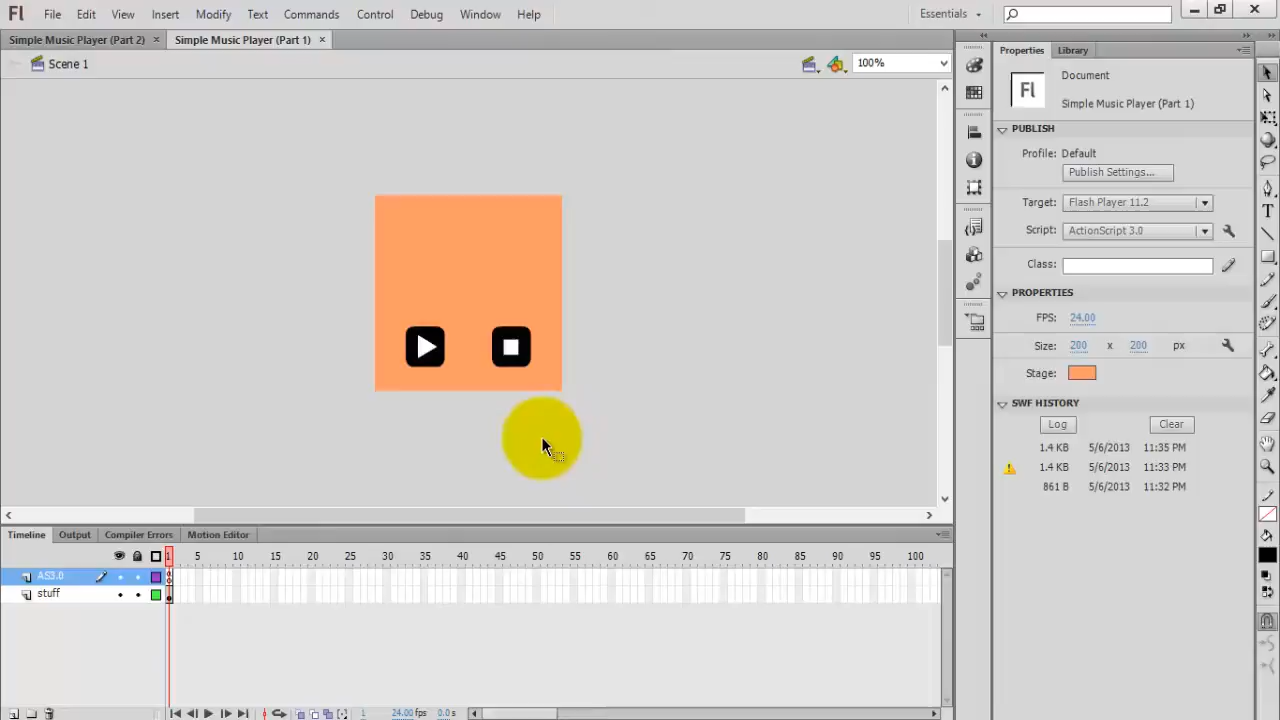 Fl File Edit View Insert Modify Text Commands Control Debug Window Help Essentials
Simple Music Player (Part 2) × Simple Music Player (Part 1) ×
Scene 1 100%
Properties Library
Fl Document
Simple Music Player (Part 1)
PUBLISH
Profile: Default
Publish Settings...
Target: Flash Player 11.2
Script: ActionScript 3.0
Class:
PROPERTIES
FPS: 24.00
Size: 200 x 200 px
Stage:
SWF HISTORY
Log Clear
1.4 KB 5/6/2013 11:35 PM
1.4 KB 5/6/2013 11:33 PM
861 B 5/6/2013 11:32 PM
Timeline Output Compiler Errors Motion Editor
1 5 10 15 20 25 30 35 40 45 50 55 60 65 70 75 80 85 90 95 100
AS3.0
stuff
1 24.00 fps 0.0 s